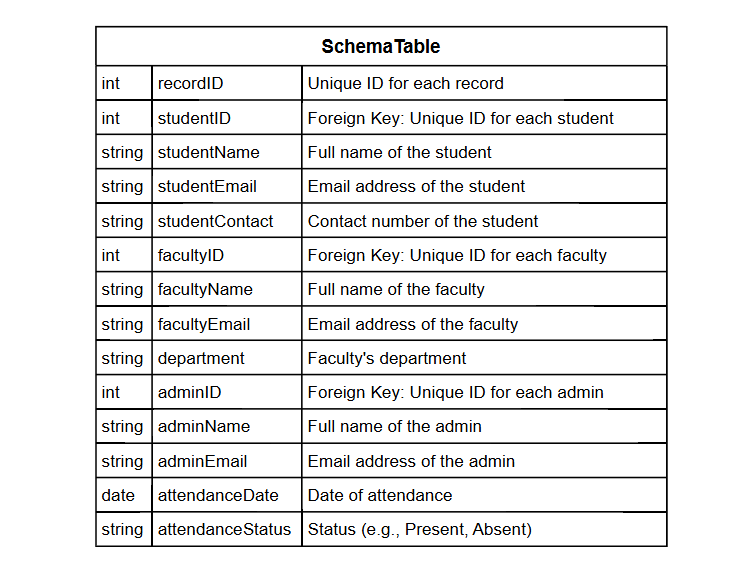 SchemaTable
int recordID Unique ID for each record
int studentID Foreign Key: Unique ID for each student
string studentName Full name of the student
string studentEmail Email address of the student
string studentContact Contact number of the student
int facultyID Foreign Key: Unique ID for each faculty
string facultyName Full name of the faculty
string facultyEmail Email address of the faculty
string department Faculty's department
int adminID Foreign Key: Unique ID for each admin
string adminName Full name of the admin
string adminEmail Email address of the admin
date attendanceDate Date of attendance
string attendanceStatus Status (e.g., Present, Absent)